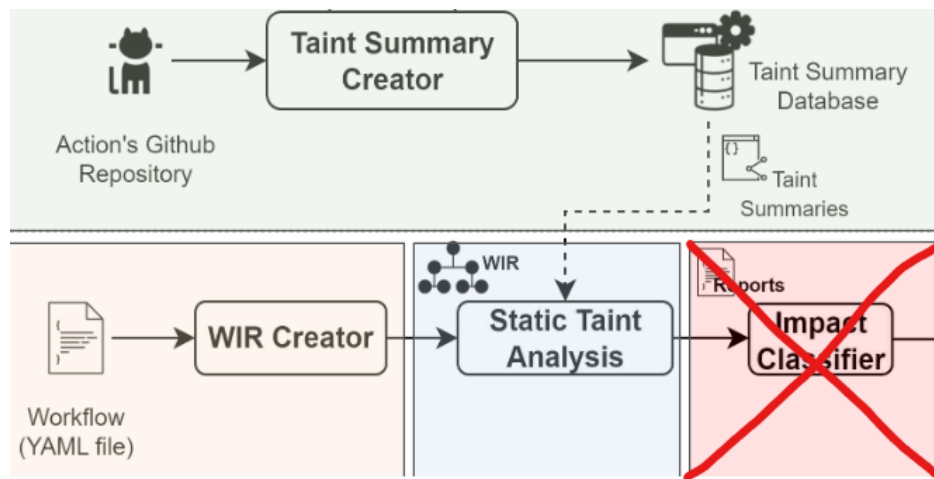 Taint Summary
Creator
Action's Github
Repository
Taint Summary
Database
{}
Taint
Summaries
WIR
Reports
{
}
Workflow
(YAML file)
WIR Creator
Static Taint
Analysis
Impact
Classifier